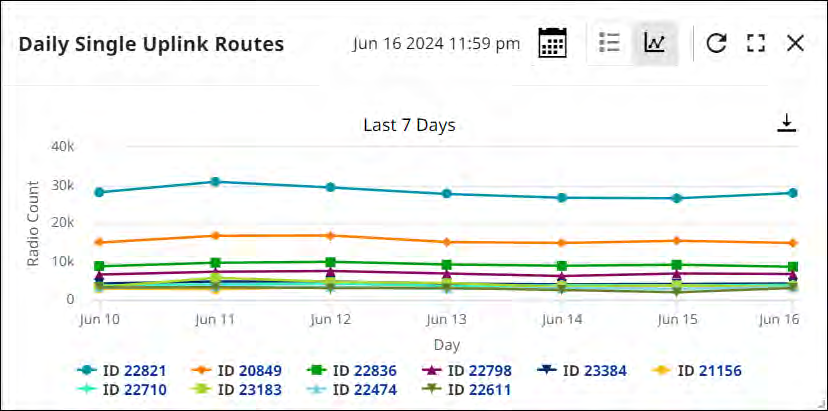 Daily Single Uplink Routes Jun 16 2024 11:59 pm
Last 7 Days
40k
30k
20k
10k
0
Radio Count
Jun 10 Jun 11 Jun 12 Jun 13 Jun 14 Jun 15 Jun 16
Day
ID 22821 ID 20849 ID 22836 ID 22798 ID 23384 ID 21156
ID 22710 ID 23183 ID 22474 ID 22611